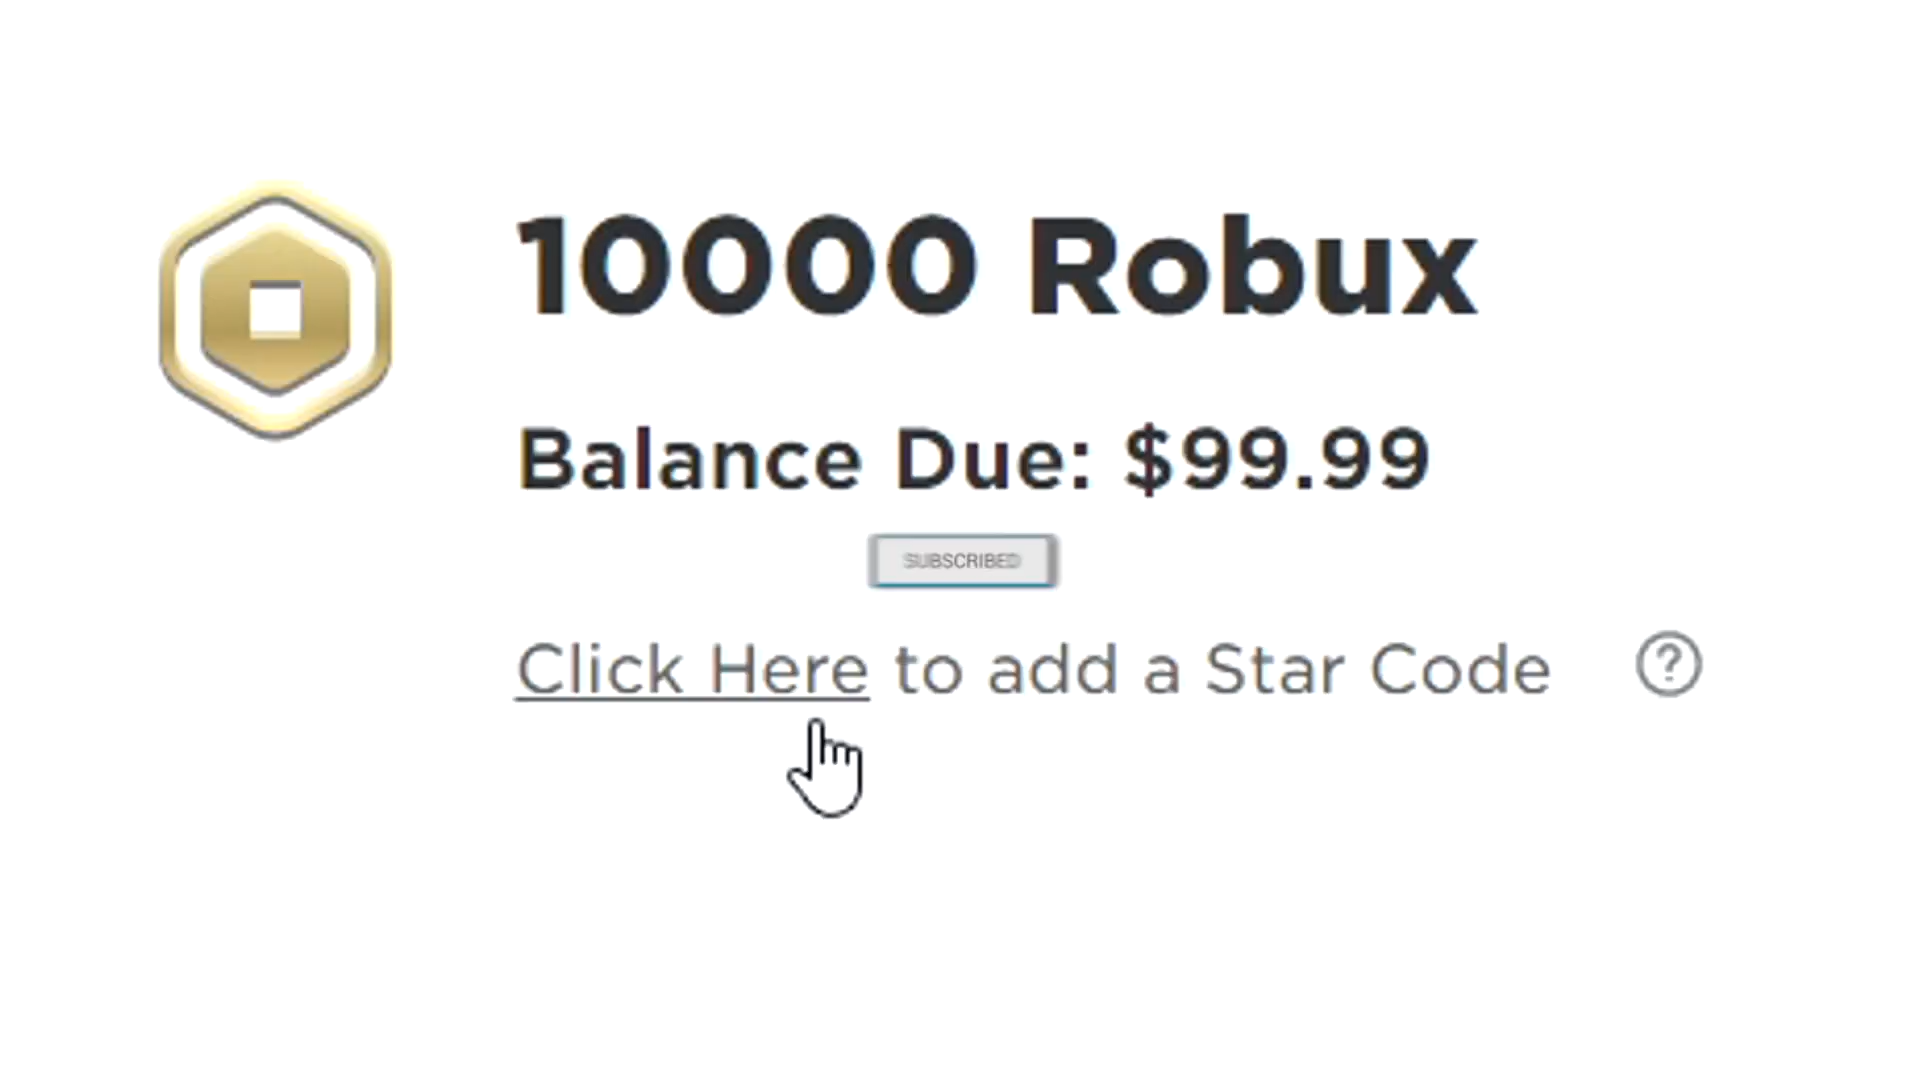 10000 Robux
Balance Due: $99.99
SUBSCRIBED
Click Here to add a Star Code ?